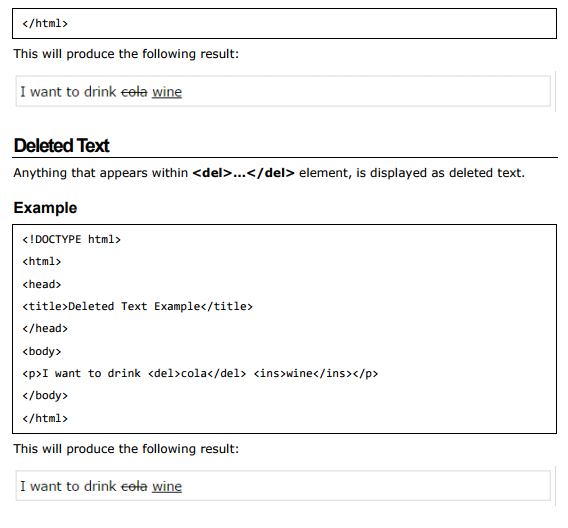 </html>
This will produce the following result:
I want to drink cola wine
Deleted Text
Anything that appears within <del>...</del> element, is displayed as deleted text.
Example
<!DOCTYPE html>
<html>
<head>
<title>Deleted Text Example</title>
</head>
<body>
<p>I want to drink <del>cola</del> <ins>wine</ins></p>
</body>
</html>
This will produce the following result:
I want to drink cola wine